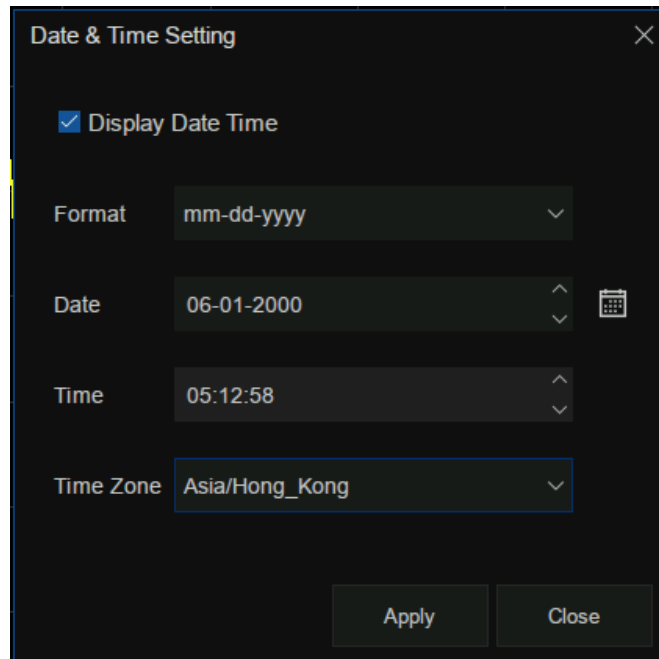 Date & Time Setting
Display Date Time
Format mm-dd-yyyy
Date 06-01-2000
Time 05:12:58
Time Zone Asia/Hong_Kong
Apply Close